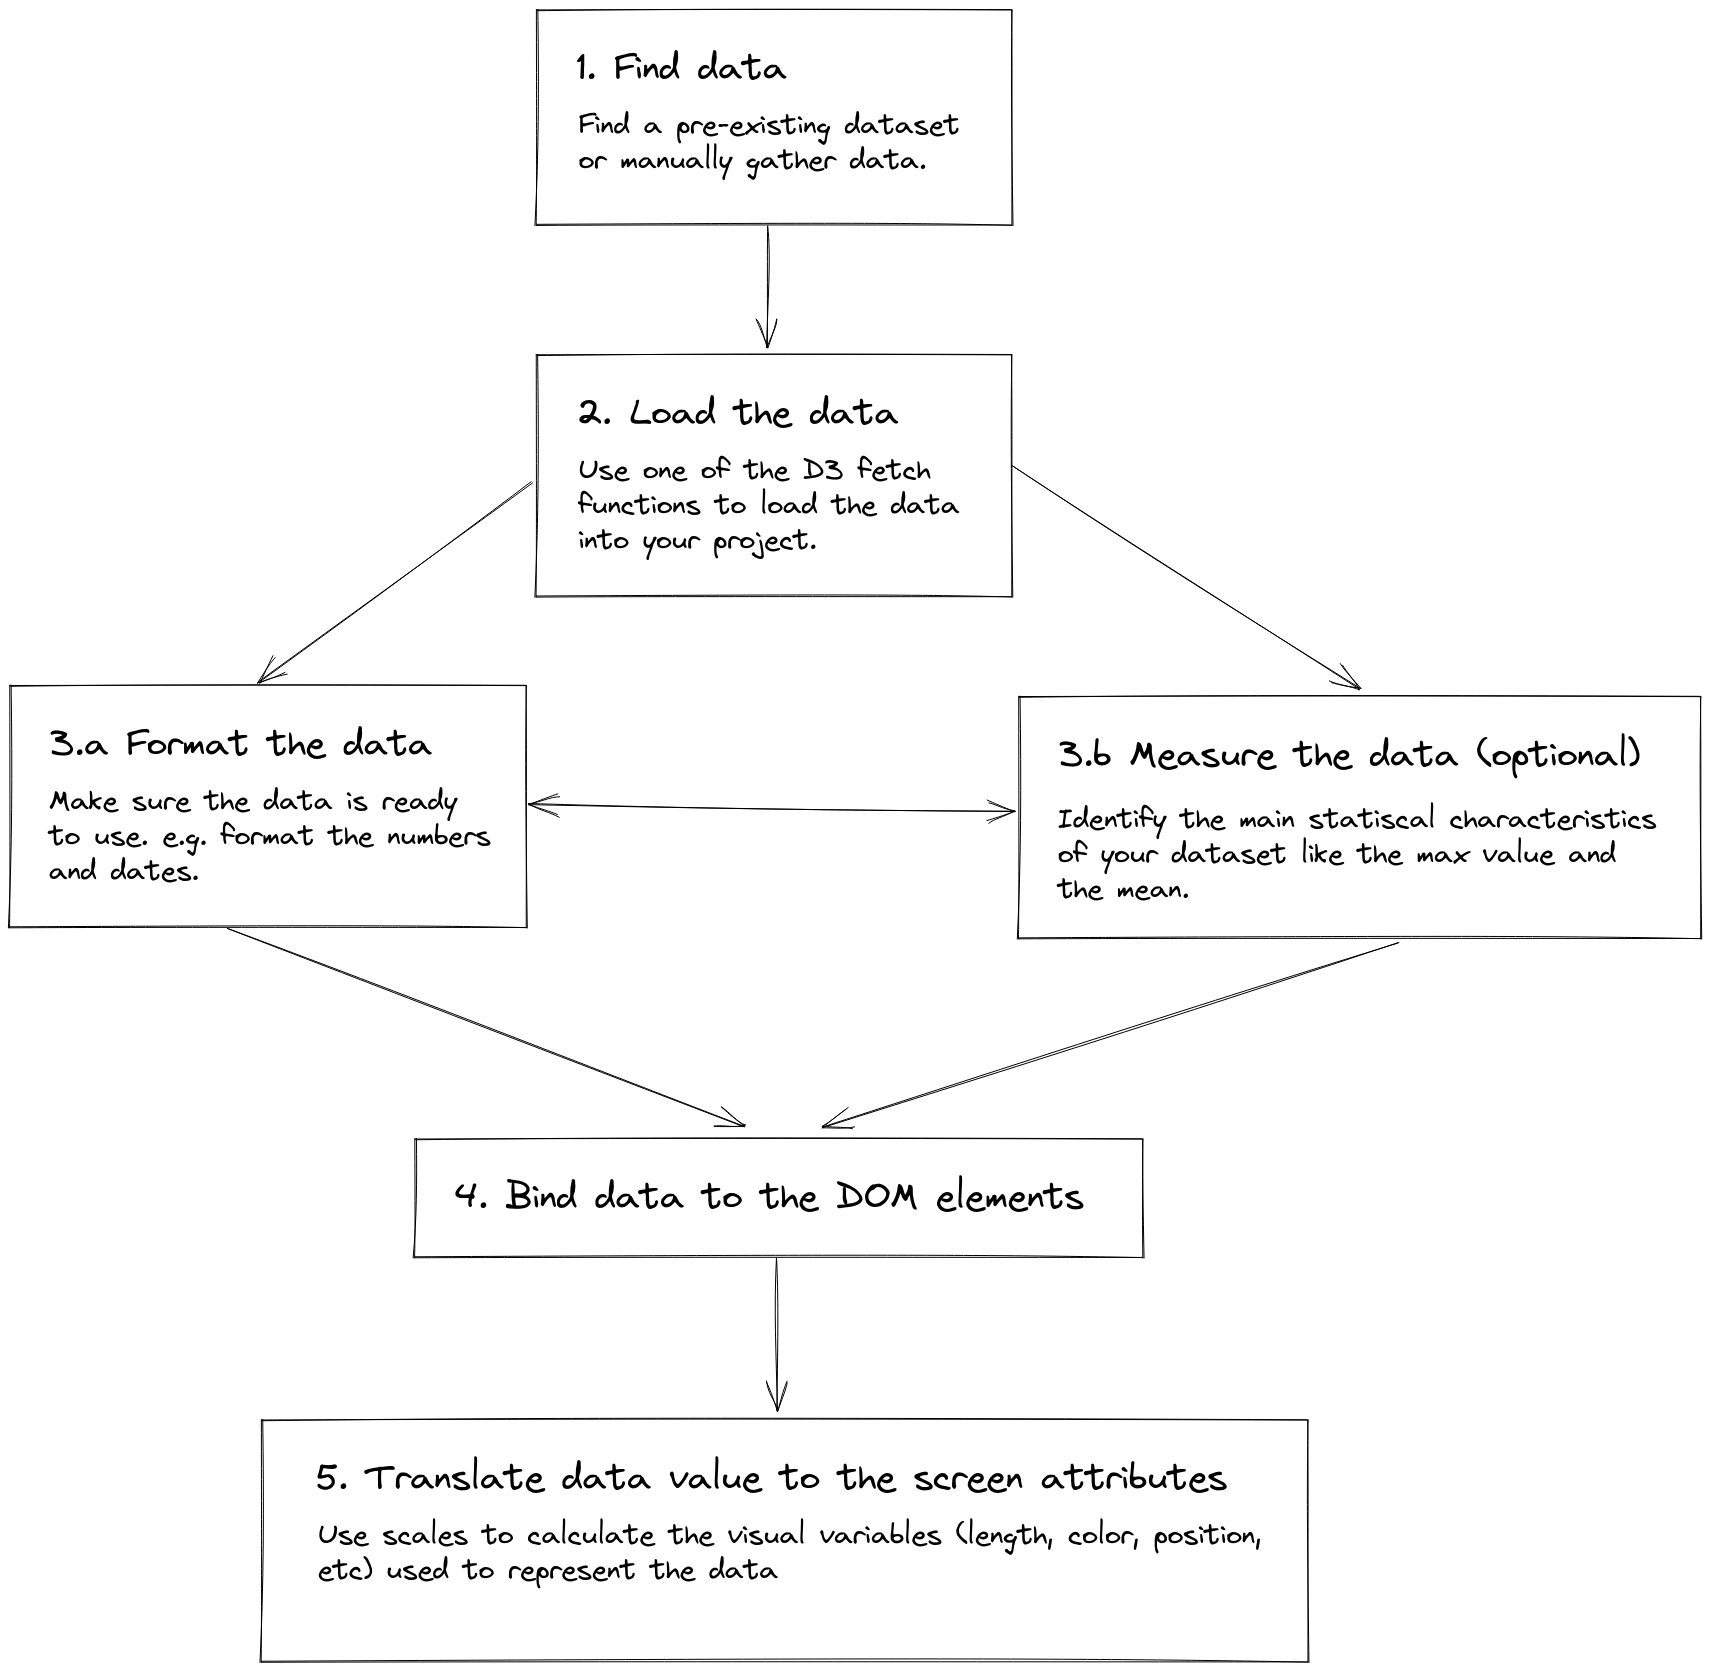 1. Find data
Find a pre-existing dataset
or manually gather data.
2. Load the data
Use one of the D3 fetch
functions to load the data
into your project.
3.a Format the data
Make sure the data is ready
to use. e.g. format the numbers
and dates.
3.b Measure the data (optional)
Identify the main statiscal characteristics
of your dataset like the max value and
the mean.
4. Bind data to the DOM elements
5. Translate data value to the screen attributes
Use scales to calculate the visual variables (length, color, position,
etc) used to represent the data